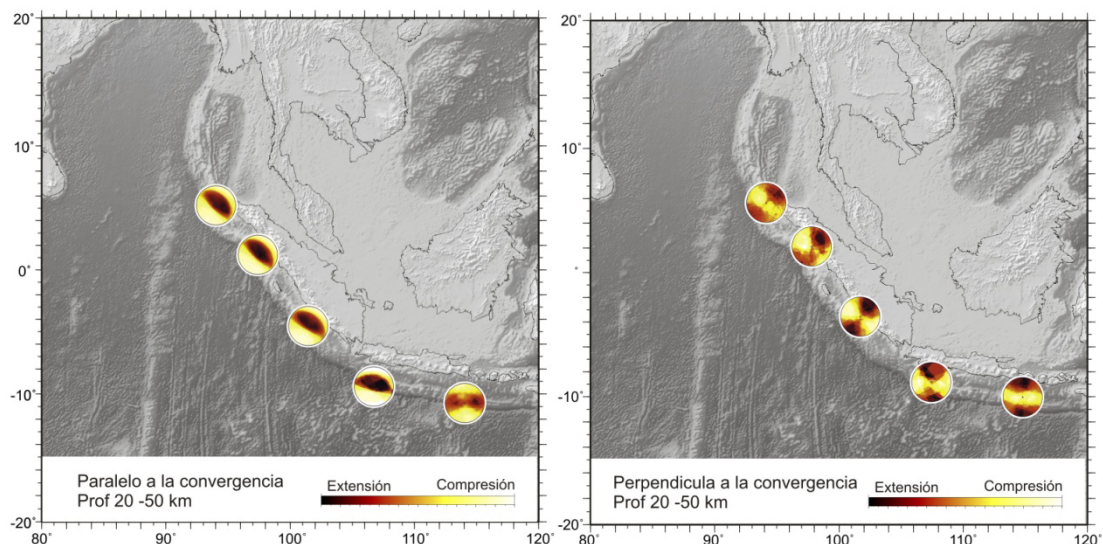 20˚
10˚
0˚
-10˚
-20˚
80˚ 90˚ 100˚ 110˚ 120˚
Paralelo a la convergencia
Prof 20 -50 km
Extensión Compresión
20˚
10˚
0˚
-10˚
-20˚
80˚ 90˚ 100˚ 110˚ 120˚
Perpendicula a la convergencia
Prof 20 -50 km
Extensión Compresión